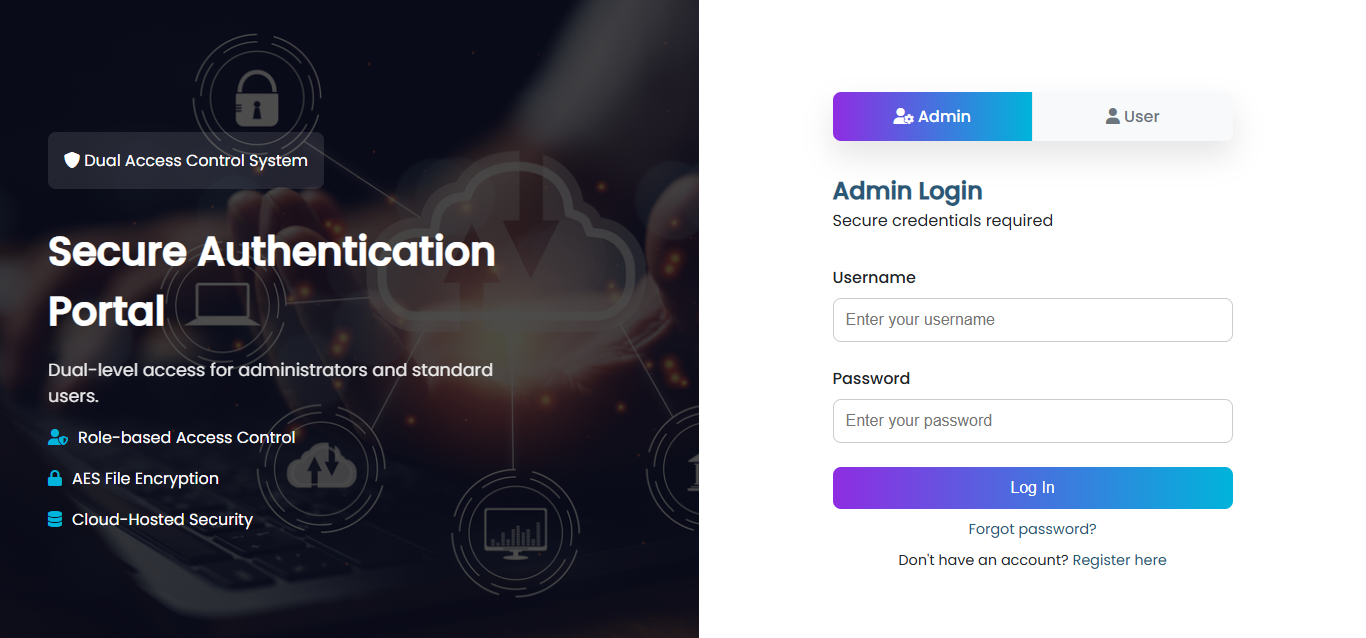 Dual Access Control System
Secure Authentication
Portal
Dual-level access for administrators and standard
users.
Role-based Access Control
AES File Encryption
Cloud-Hosted Security
Admin
User
Admin Login
Secure credentials required
Username
Enter your username
Password
Enter your password
Log In
Forgot password?
Don't have an account? Register here